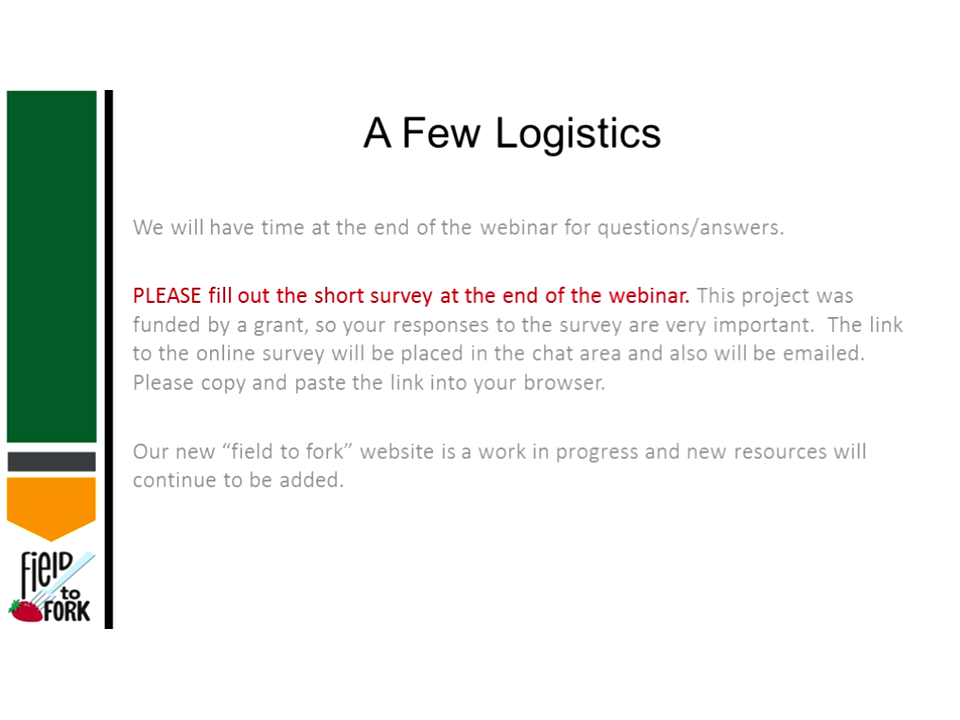 A Few Logistics
We will have time at the end of the webinar for questions/answers.
PLEASE fill out the short survey at the end of the webinar. This project was
funded by a grant, so your responses to the survey are very important.  The link
to the online survey will be placed in the chat area and also will be emailed.
Please copy and paste the link into your browser.
Our new “field to fork” website is a work in progress and new resources will
continue to be added.
FiELD
to
FORK